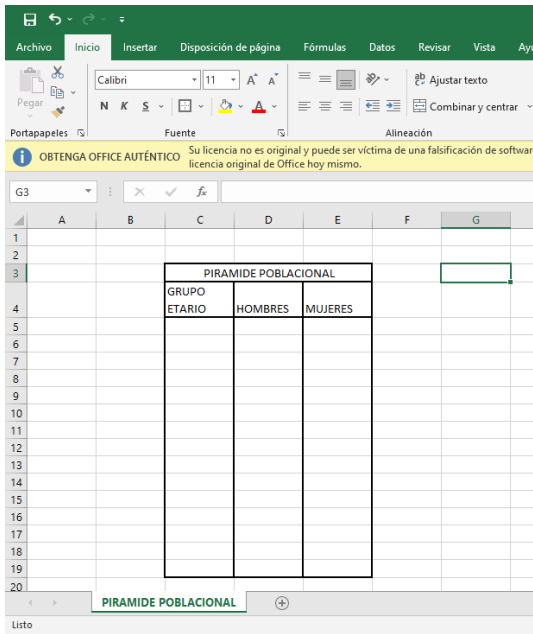 Archivo Inicio Insertar Disposición de página Fórmulas Datos Revisar Vista Ayu
Calibri 11 A A ab Ajustar texto
Pegar N K S A Combinar y centrar
Portapapeles Fuente Alineación
OBTENGA OFFICE AUTÉNTICO Su licencia no es original y puede ser víctima de una falsificación de softwar
licencia original de Office hoy mismo.
G3 fx
A B C D E F G
1
2
3 PIRAMIDE POBLACIONAL
GRUPO
4 ETARIO HOMBRES MUJERES
5
6
7
8
9
10
11
12
13
14
15
16
17
18
19
20
PIRAMIDE POBLACIONAL
Listo